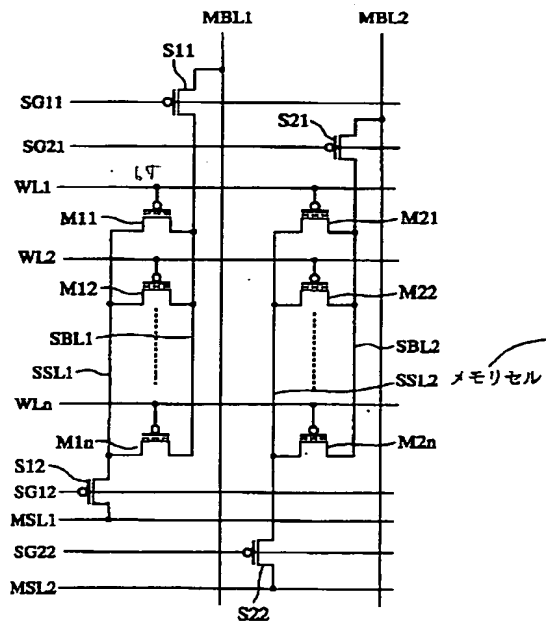 MBL1 MBL2
S11
SG11
S21
SG21
WL1
M11 M21
WL2
M12 M22
SBL1 SBL2
SSL1 SSL2 メモリセル
WLn
M1n M2n
S12
SG12
MSL1
SG22
MSL2
S22